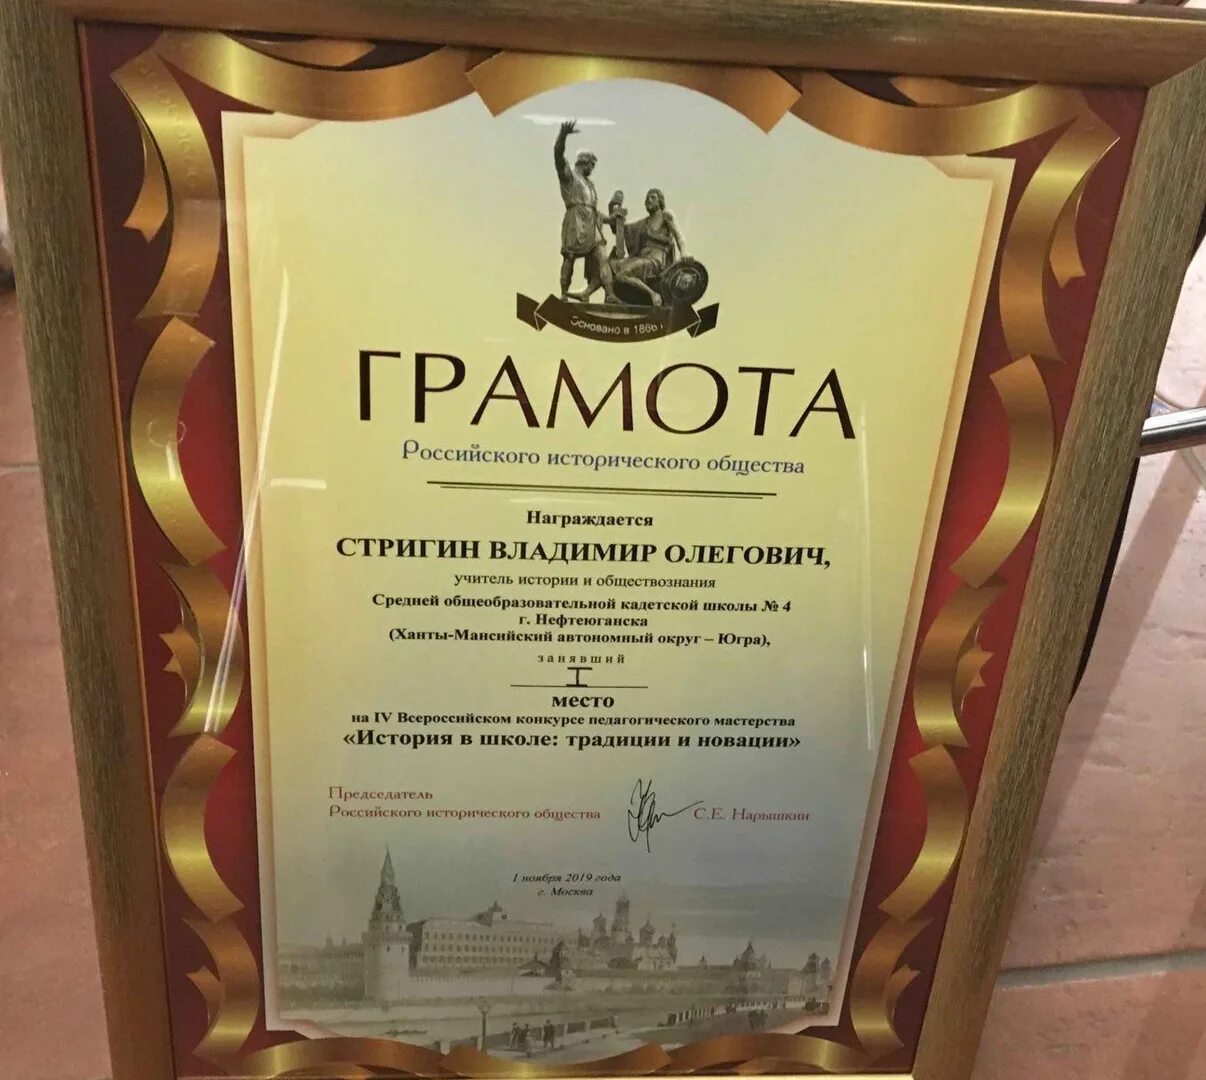 Основано в 1866 г
ГРАМОТА
Российского исторического общества
Награждается
СТРИГИН ВЛАДИМИР ОЛЕГОВИЧ,
учитель истории и обществознания
Средней общеобразовательной кадетской школы № 4
г. Нефтеюганска
(Ханты-Мансийский автономный округ – Югра),
занявший
I
место
на IV Всероссийском конкурсе педагогического мастерства
«История в школе: традиции и новации»
Председатель
Российского исторического общества С.Е. Нарышкин
1 ноября 2019 года
г. Москва